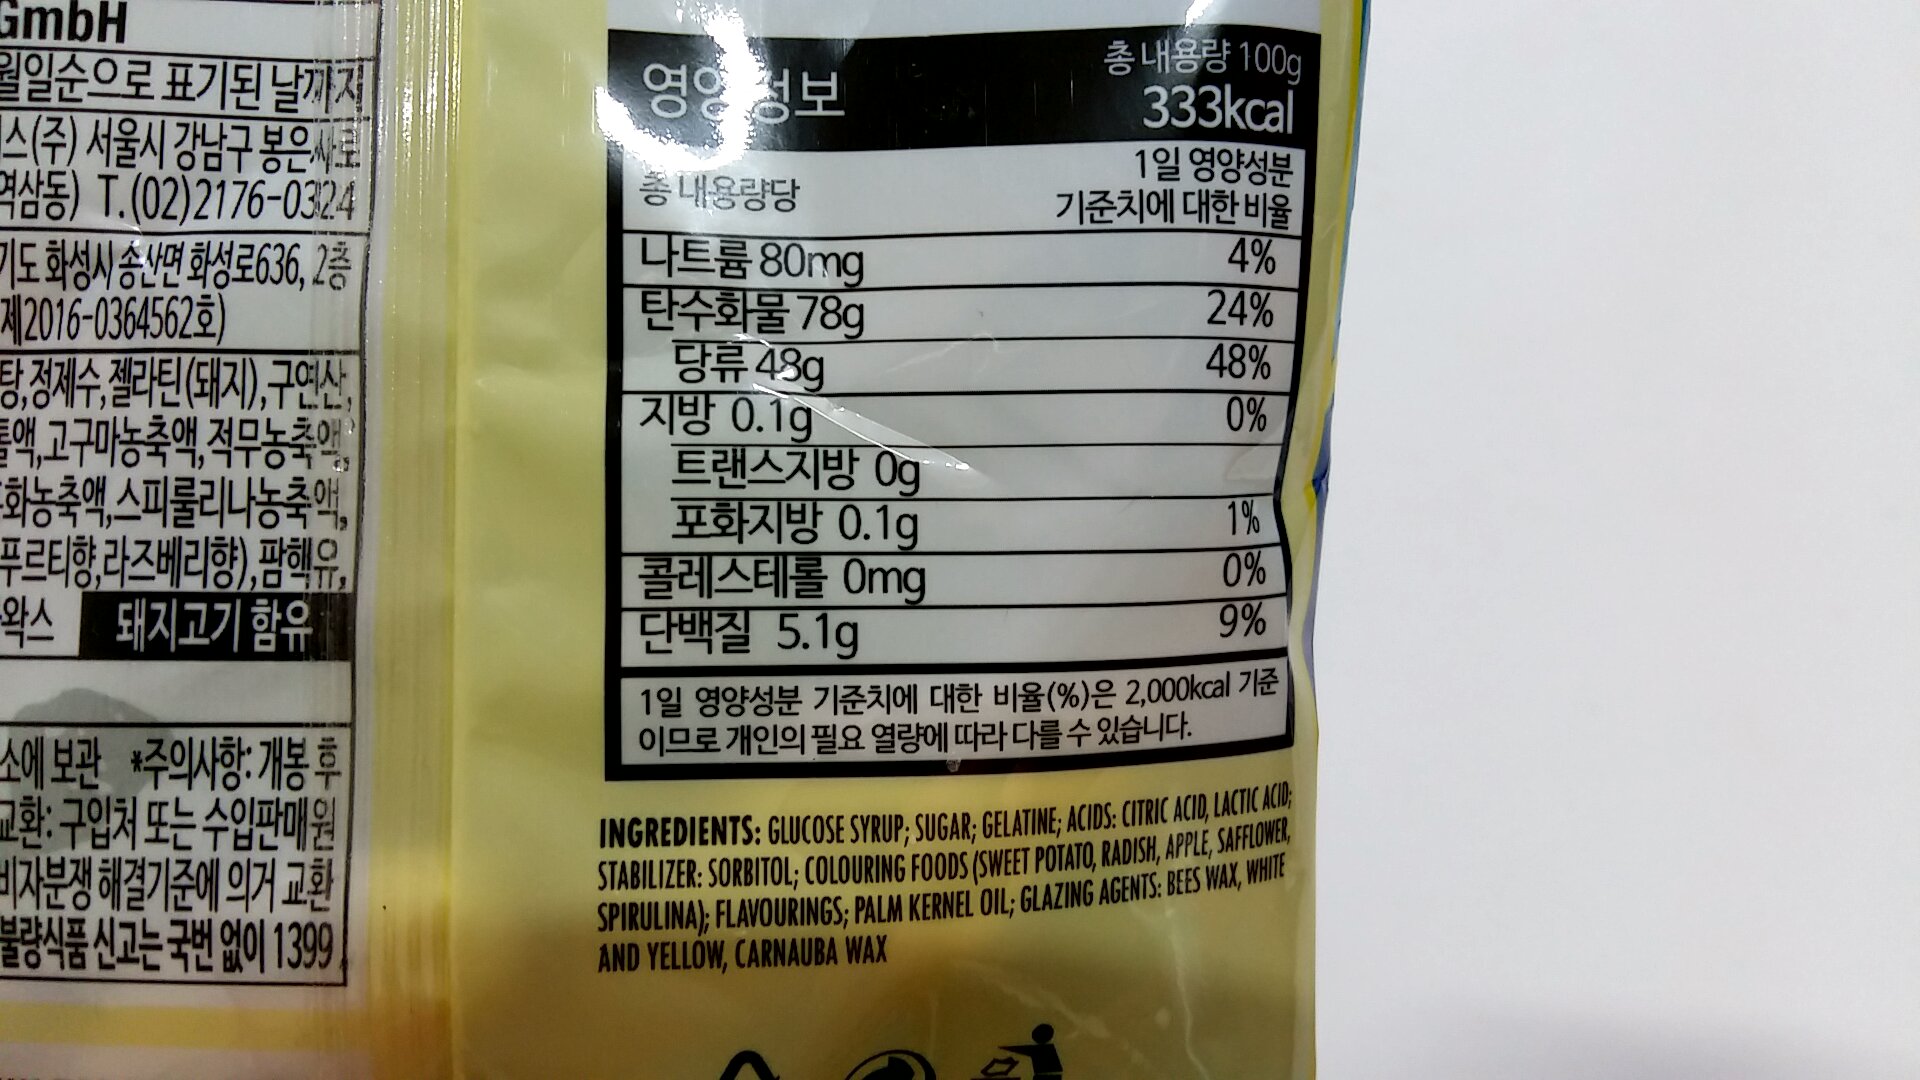 GmbH
월일순으로 표기된 날까지
스(주) 서울시 강남구 봉은사로
역삼동) T.(02)2176-0324
기도 화성시 송산면 화성로636, 2층
제2016-0364562호)
탕,정제수,젤라틴(돼지),구연산,
액,고구마농축액,적무농축액,
화농축액,스피룰리나농축액,
푸르티향,라즈베리향),팜핵유,
왁스 돼지고기 함유
소에 보관 *주의사항: 개봉 후
교환: 구입처 또는 수입판매원
비자분쟁 해결기준에 의거 교환
불량식품 신고는 국번 없이 1399
영양정보
총 내용량 100g
333kcal
총 내용량당
1일 영양성분
기준치에 대한 비율
나트륨 80mg 4%
탄수화물 78g 24%
당류 48g 48%
지방 0.1g 0%
트랜스지방 0g
포화지방 0.1g 1%
콜레스테롤 0mg 0%
단백질 5.1g 9%
1일 영양성분 기준치에 대한 비율(%)은 2,000kcal 기준
이므로 개인의 필요 열량에 따라 다를 수 있습니다.
INGREDIENTS: GLUCOSE SYRUP; SUGAR; GELATINE; ACIDS: CITRIC ACID, LACTIC ACID;
STABILIZER: SORBITOL; COLOURING FOODS (SWEET POTATO, RADISH, APPLE, SAFFLOWER,
SPIRULINA); FLAVOURINGS; PALM KERNEL OIL; GLAZING AGENTS: BEES WAX, WHITE
AND YELLOW, CARNAUBA WAX